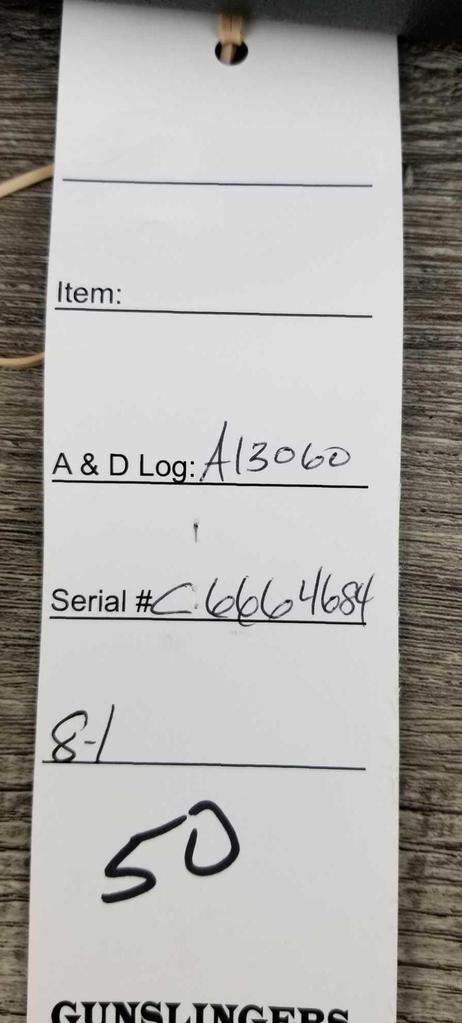 Item:
A & D Log: A13060
Serial # C6664684
8-1
50
GUNSLINGERS